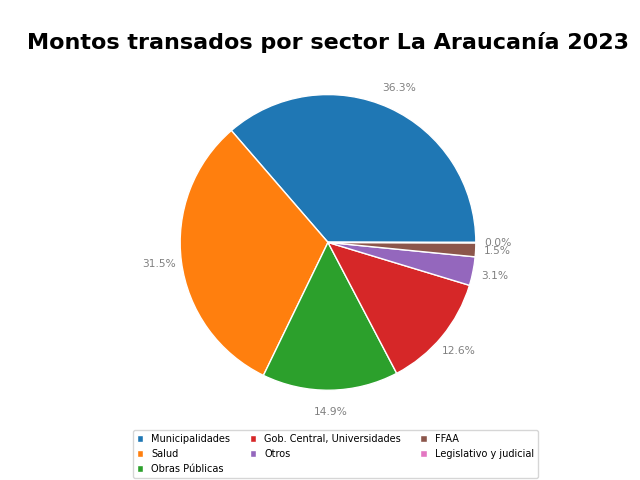 Montos transados por sector La Araucanía 2023
36.3%
31.5%
14.9%
12.6%
3.1%
1.5%
0.0%
Municipalidades
Salud
Obras Públicas
Gob. Central, Universidades
Otros
FFAA
Legislativo y judicial